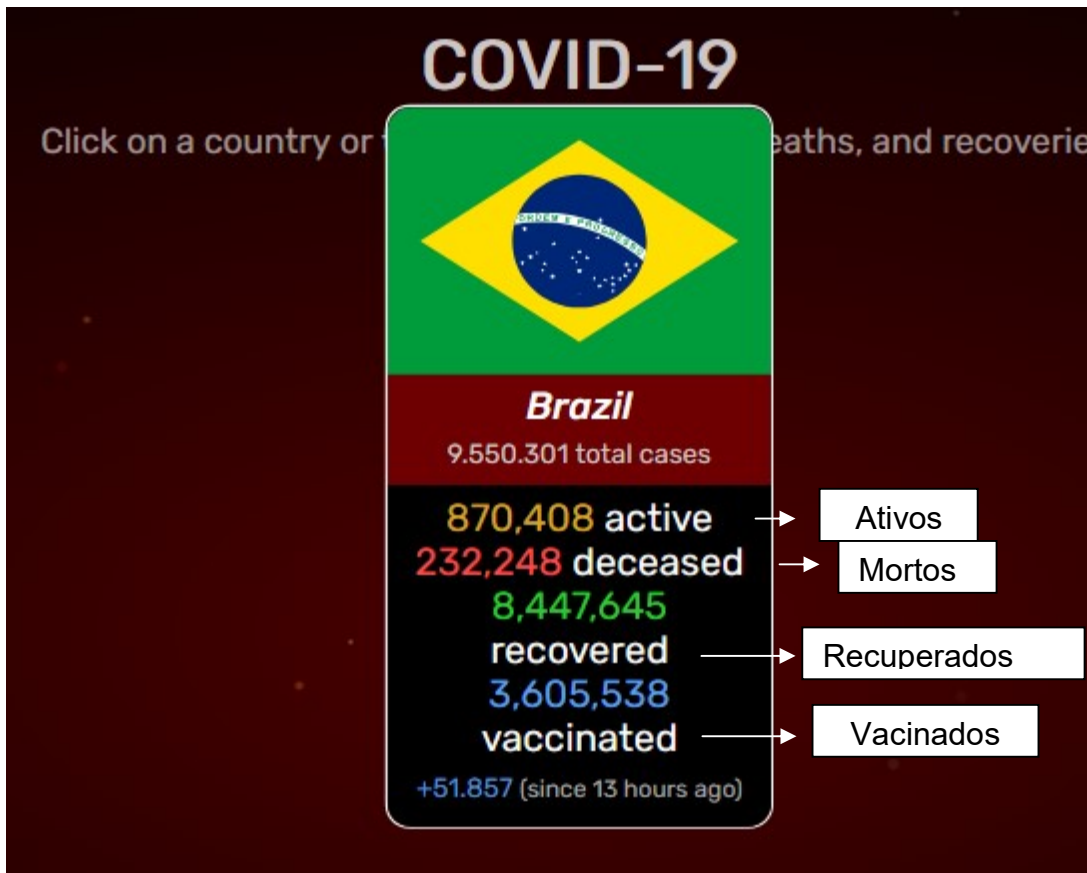 COVID-19
Click on a country or eaths, and recoverie
ORDEM E PROGRESSO
Brazil
9.550.301 total cases
870,408 active Ativos
232,248 deceased Mortos
8,447,645
recovered Recuperados
3,605,538
vaccinated Vacinados
+51.857 (since 13 hours ago)